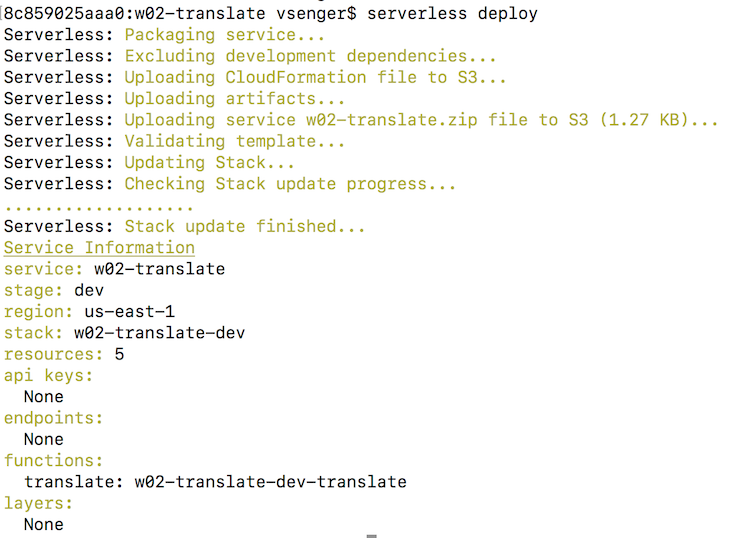 8c859025aaa0:w02-translate vsenger$ serverless deploy
Serverless: Packaging service...
Serverless: Excluding development dependencies...
Serverless: Uploading CloudFormation file to S3...
Serverless: Uploading artifacts...
Serverless: Uploading service w02-translate.zip file to S3 (1.27 KB)...
Serverless: Validating template...
Serverless: Updating Stack...
Serverless: Checking Stack update progress...
...................
Serverless: Stack update finished...
Service Information
service: w02-translate
stage: dev
region: us-east-1
stack: w02-translate-dev
resources: 5
api keys:
  None
endpoints:
  None
functions:
  translate: w02-translate-dev-translate
layers:
  None